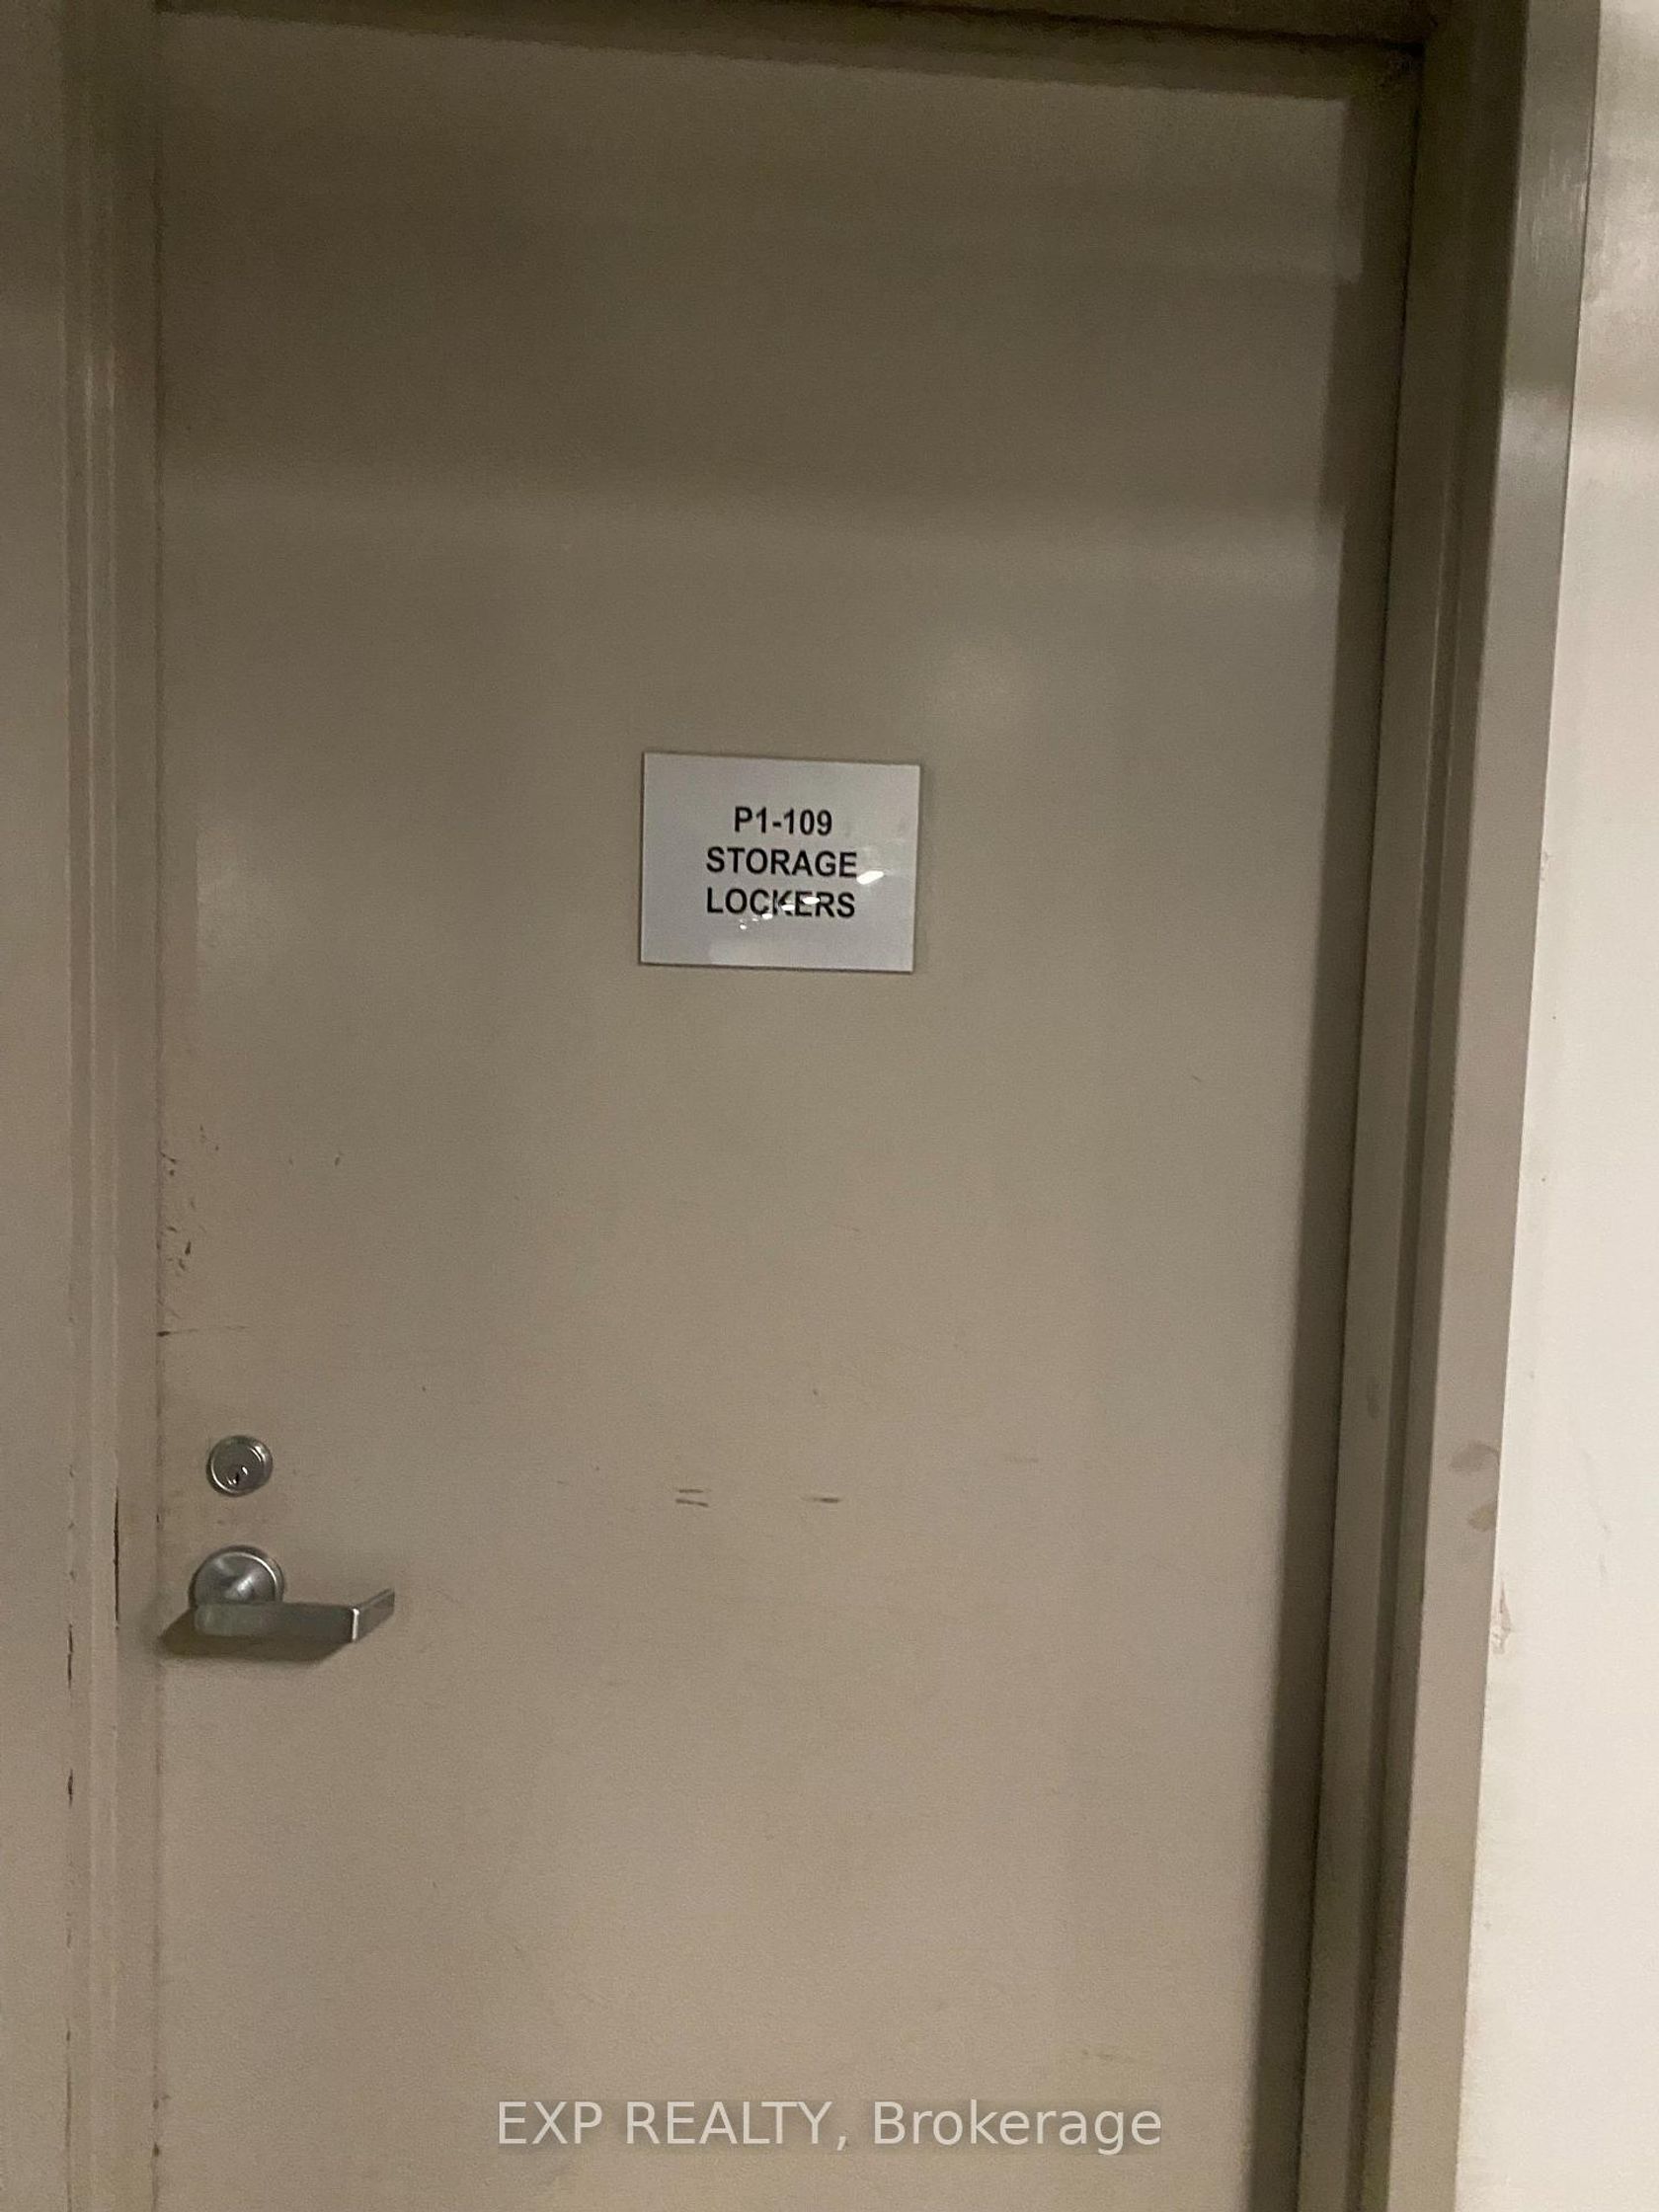 P1-109
STORAGE
LOCKERS
EXP REALTY, Brokerage